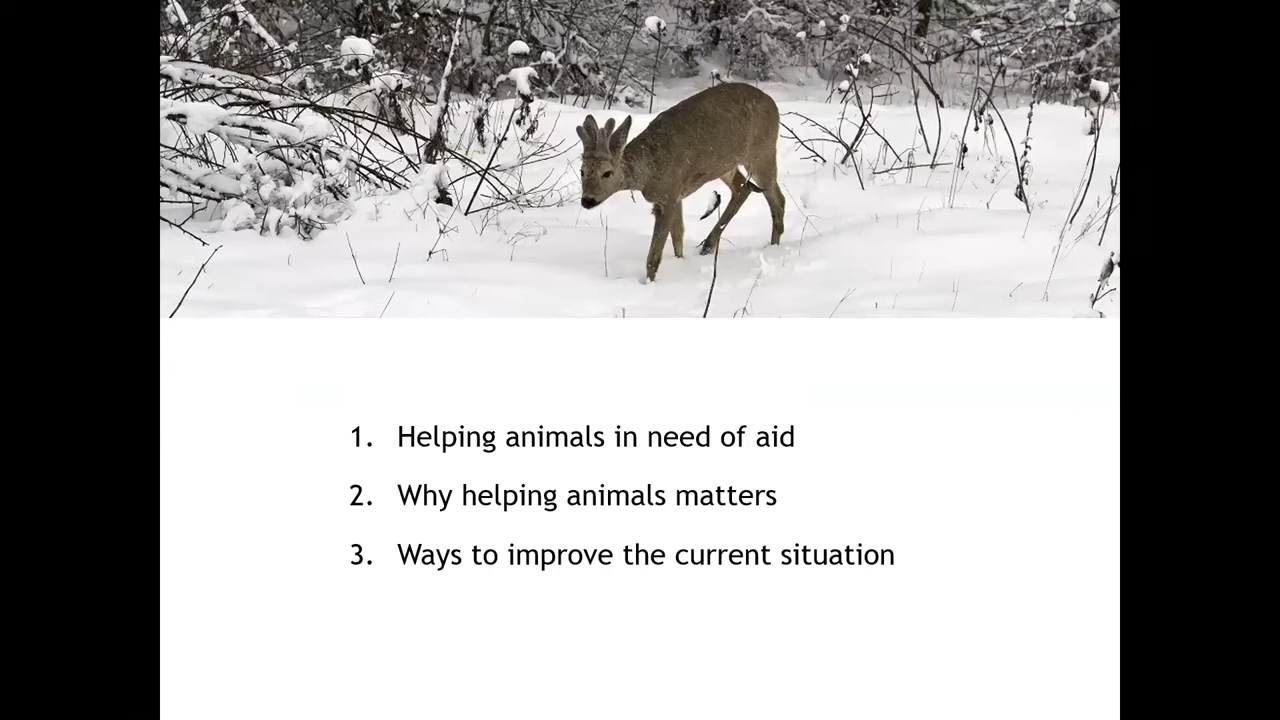 1. Helping animals in need of aid
2. Why helping animals matters
3. Ways to improve the current situation